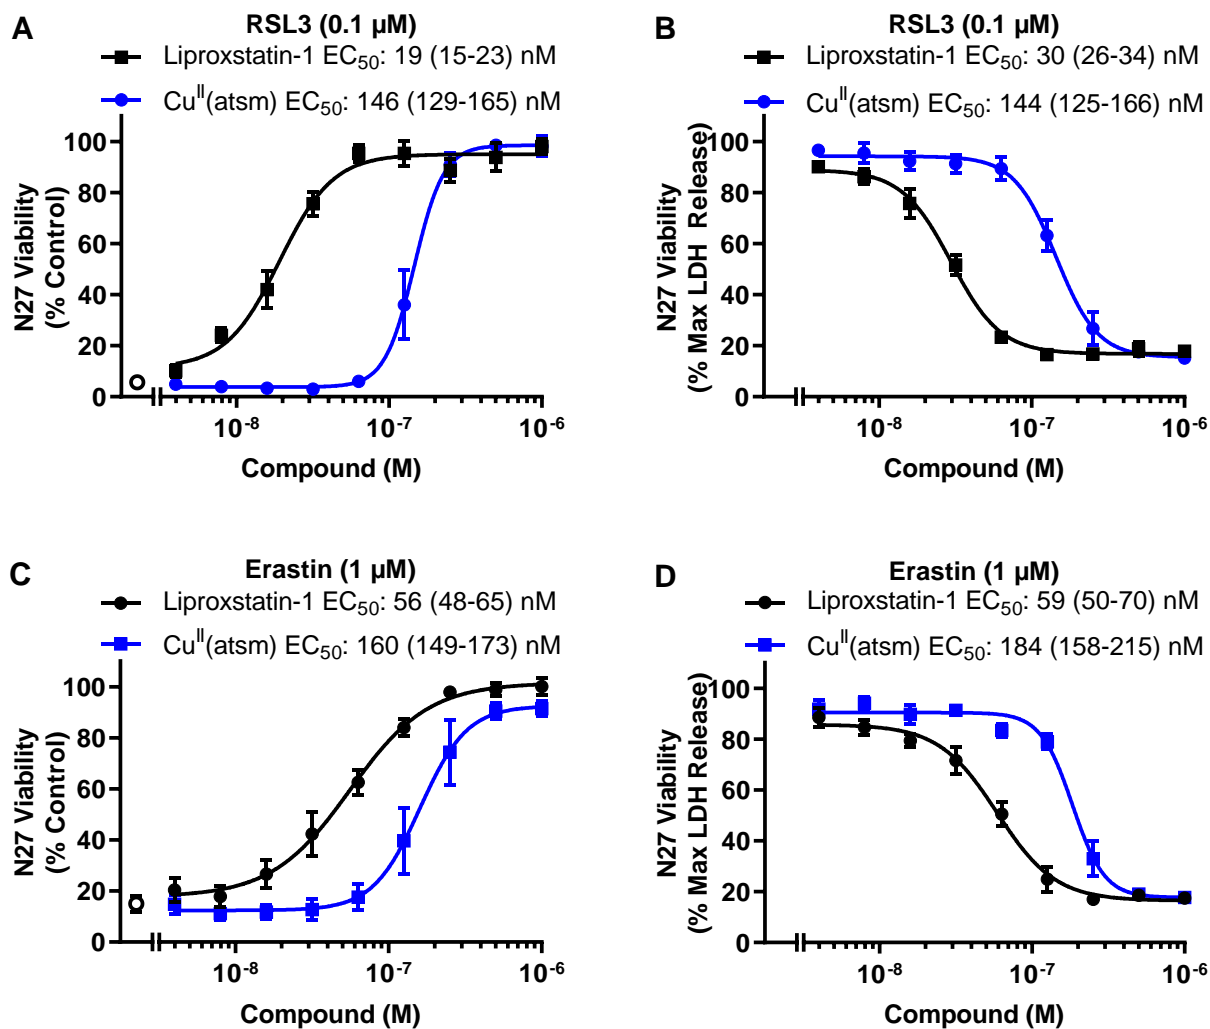 A
RSL3 (0.1 µM)
Liproxstatin-1 EC50: 19 (15-23) nM
CuII(atsm) EC50: 146 (129-165) nM
N27 Viability
(% Control)
100
80
60
40
20
0
10-8
10-7
10-6
Compound (M)
B
RSL3 (0.1 µM)
Liproxstatin-1 EC50: 30 (26-34) nM
CuII(atsm) EC50: 144 (125-166) nM
N27 Viability
(% Max LDH Release)
100
80
60
40
20
0
10-8
10-7
10-6
Compound (M)
C
Erastin (1 µM)
Liproxstatin-1 EC50: 56 (48-65) nM
CuII(atsm) EC50: 160 (149-173) nM
N27 Viability
(% Control)
100
80
60
40
20
0
10-8
10-7
10-6
Compound (M)
D
Erastin (1 µM)
Liproxstatin-1 EC50: 59 (50-70) nM
CuII(atsm) EC50: 184 (158-215) nM
N27 Viability
(% Max LDH Release)
100
80
60
40
20
0
10-8
10-7
10-6
Compound (M)